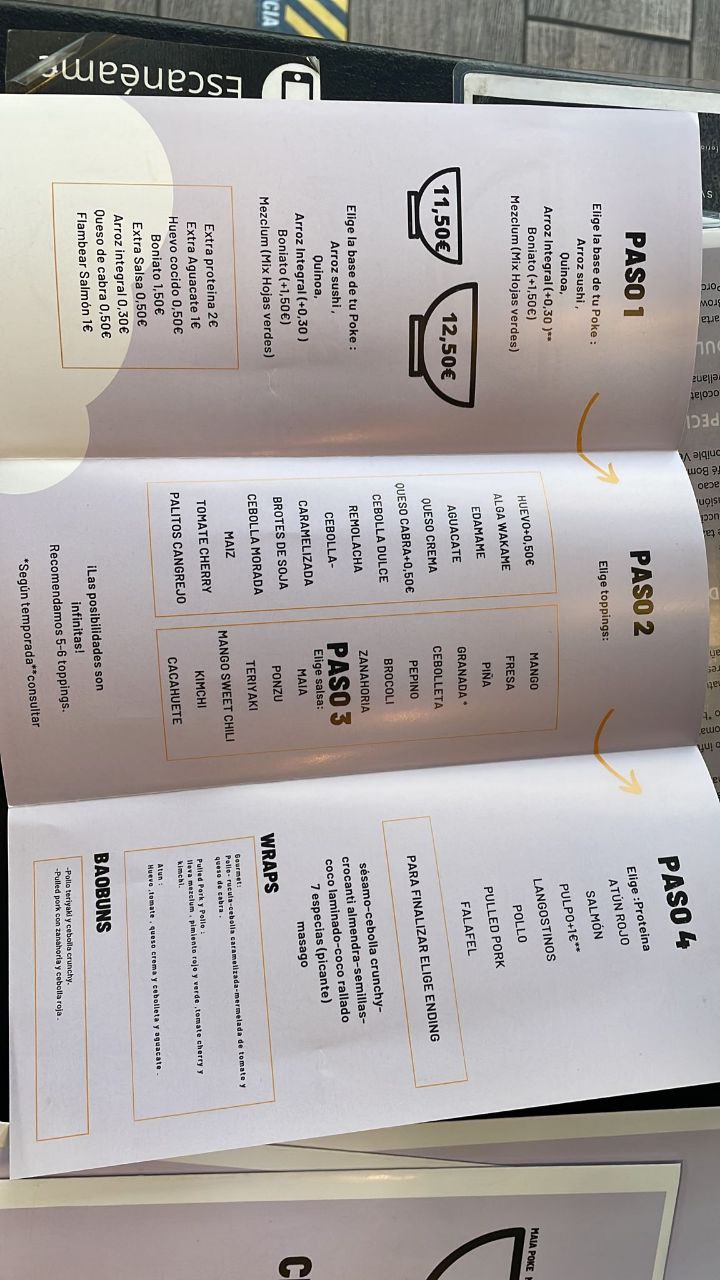 PASO 1
Elige la base de tu Poke :
Arroz sushi ,
Quinoa,
Arroz Integral (+0,30 )**
Boniato (+1,50€)
Mezclum (Mix Hojas verdes)
11,50€
12,50€
Elige la base de tu Poke :
Arroz sushi ,
Quinoa,
Arroz Integral (+0,30 )
Boniato (+1,50€)
Mezclum (Mix Hojas verdes)
Extra proteina 2€
Extra Aguacate 1€
Huevo cocido 0,50€
Boniato 1,50€
Extra Salsa 0,50€
Arroz integral 0,30€
Queso de cabra 0,50€
Flambear Salmón 1€
PASO 2
Elige toppings:
HUEVO+0,50€
ALGA WAKAME
EDAMAME
AGUACATE
QUESO CREMA
QUESO CABRA+0,50€
CEBOLLA DULCE
REMOLACHA
CEBOLLA-
CARAMELIZADA
BROTES DE SOJA
CEBOLLA MORADA
MAIZ
TOMATE CHERRY
PALITOS CANGREJO
MANGO
FRESA
PIÑA
GRANADA *
CEBOLLETA
PEPINO
BROCOLI
ZANAHORIA
PASO 3
Elige salsa:
MAIA
PONZU
TERIYAKI
MANGO SWEET CHILI
KIMCHI
CACAHUETE
¡Las posibilidades son
infinitas!
Recomendamos 5-6 toppings.
*Según temporada**consultar
PASO 4
Elige :Proteina
ATÚN ROJO
SALMÓN
PULPO+1€**
LANGOSTINOS
POLLO
PULLED PORK
FALAFEL
PARA FINALIZAR ELIGE ENDING
sésamo-cebolla crunchy-
crocanti almendra-semillas-
coco laminado-coco rallado
7 especias (picante)
masago
WRAPS
Gourmet:
Pollo- rucula-cebolla caramelizada-mermelada de tomate y
queso de cabra .
Pulled Pork y Pollo :
lleva mezclum , pimiento rojo y verde ,tomate cherry y
kimchi.
Atun :
Huevo ,tomate , queso crema y cebolleta y aguacate .
BAOBUNS
-Pollo teriyaki y cebolla crunchy.
-Pulled pork con zanahoria y cebolla roja .
MAIA POKE
Escanéame
CIA